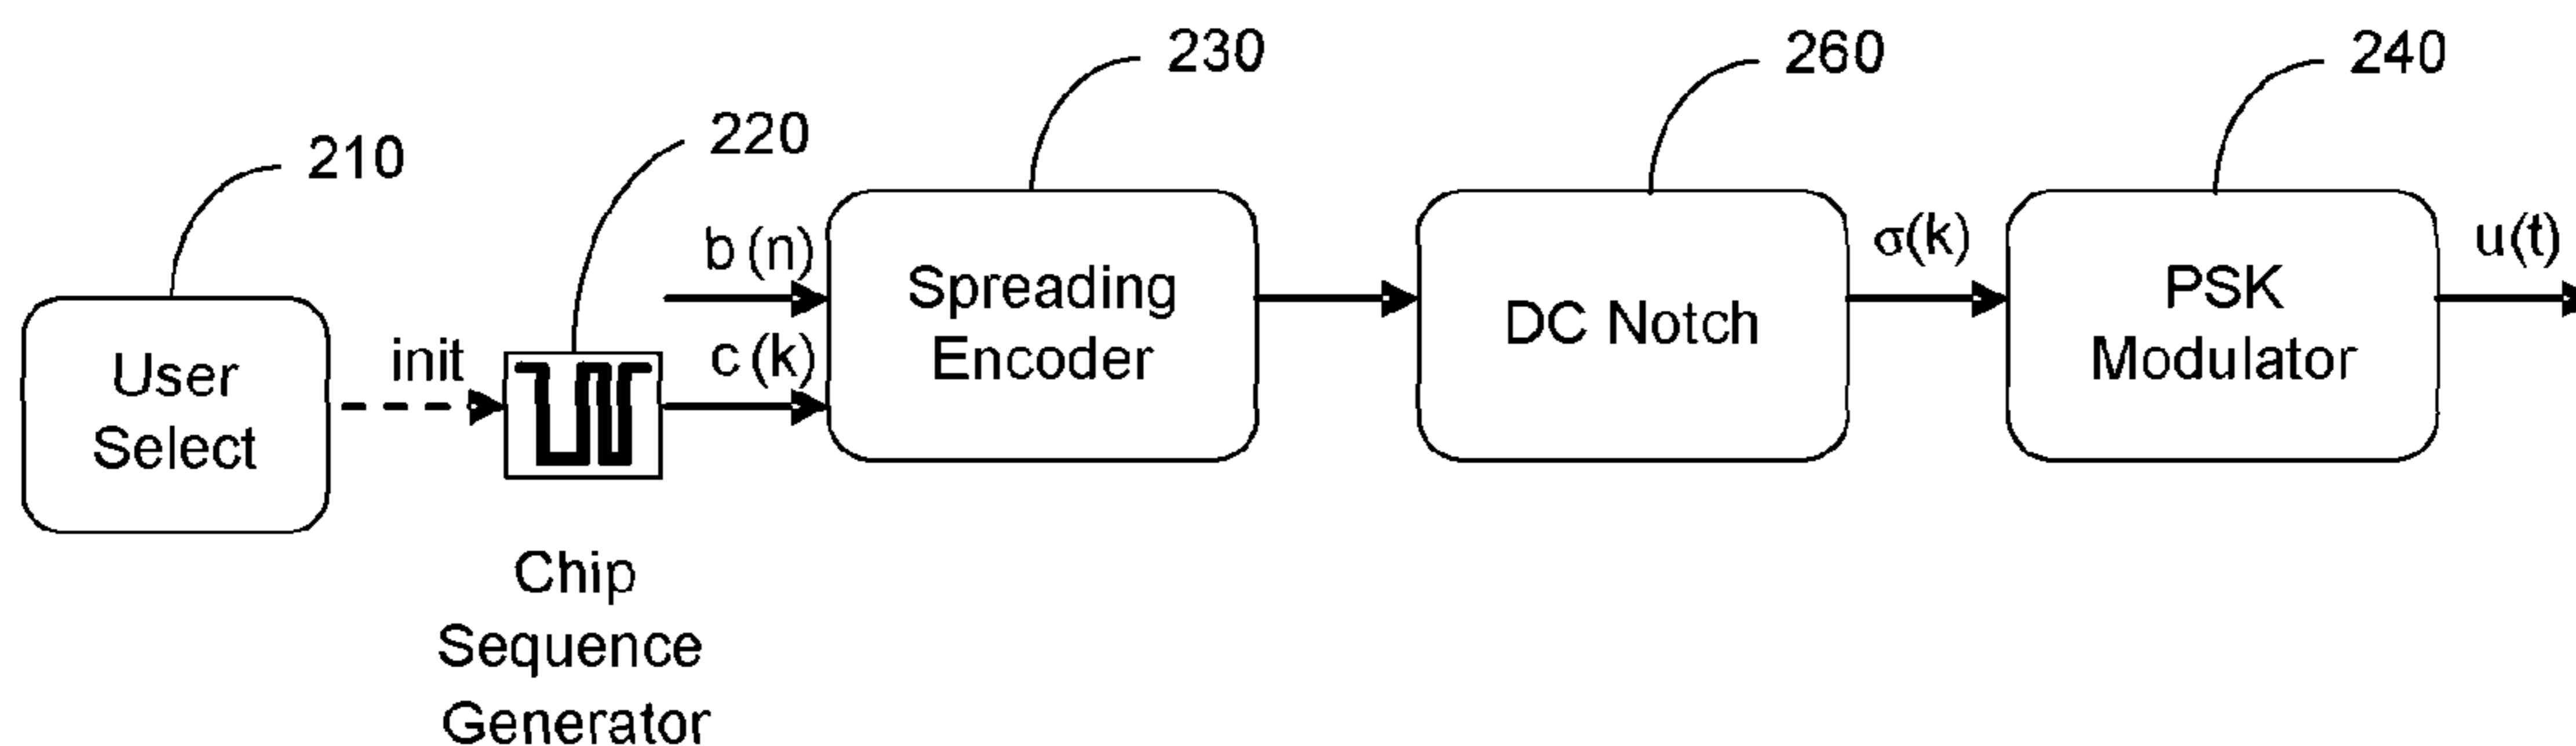 230
260
240
220
210
b (n)
σ(k)
u(t)
Spreading
Encoder
DC Notch
PSK
Modulator
init
c (k)
User
Select
Chip
Sequence
Generator